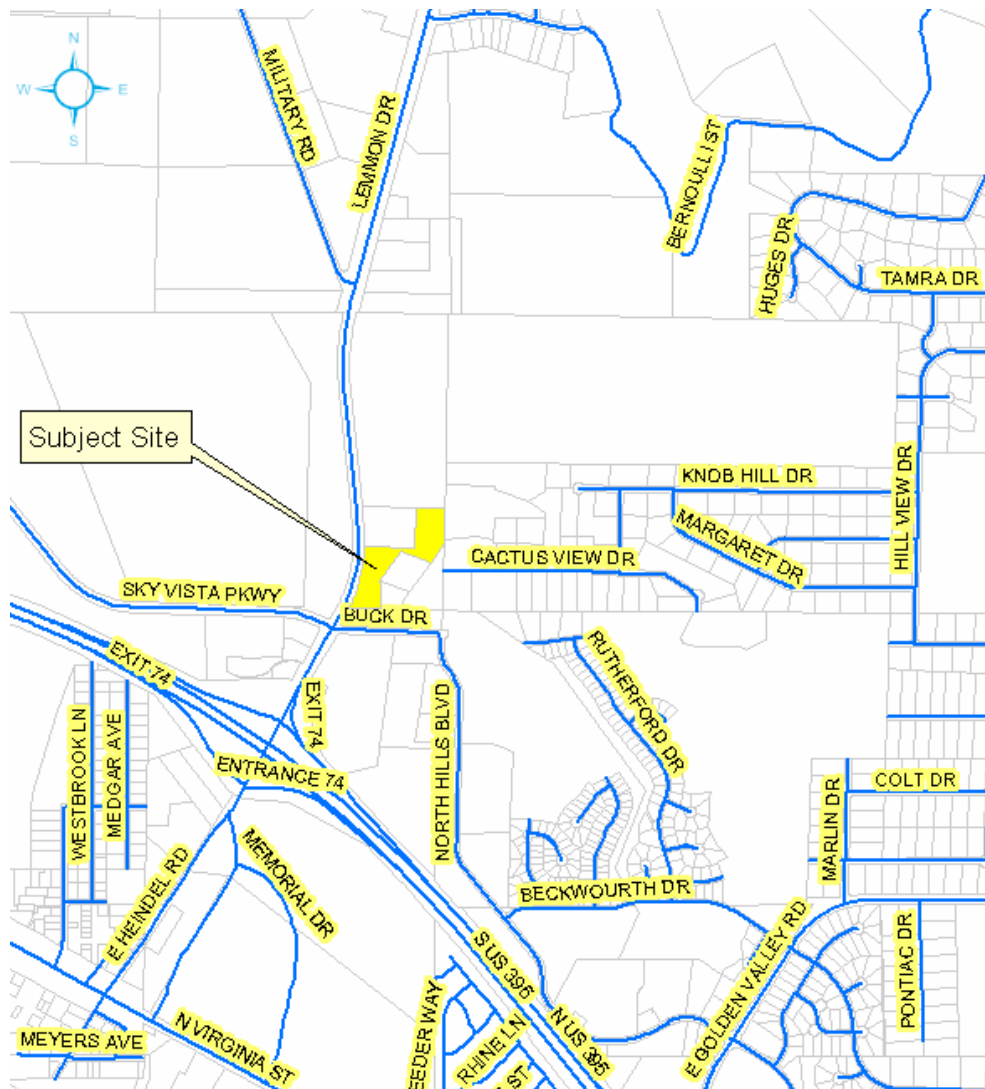 N
W E
S
MILITARY RD
LEMMON DR
BERNOULLI ST
HUGES DR
TAMRA DR
Subject Site
KNOB HILL DR
HILL VIEW DR
MARGARET DR
CACTUS VIEW DR
SKY VISTA PKWY
BUCK DR
EXIT 74
EXIT 74
RUTHERFORD DR
WESTBROOK LN
MEDGAR AVE
ENTRANCE 74
NORTH HILLS BLVD
COLT DR
MARLIN DR
MEMORIAL DR
E HEINDEL RD
BECKWOURTH DR
E GOLDEN VALLEY RD
PONTIAC DR
S US 395
N US 395
EEDER WAY
RHINE LN
ST
N VIRGINIA ST
MEYERS AVE